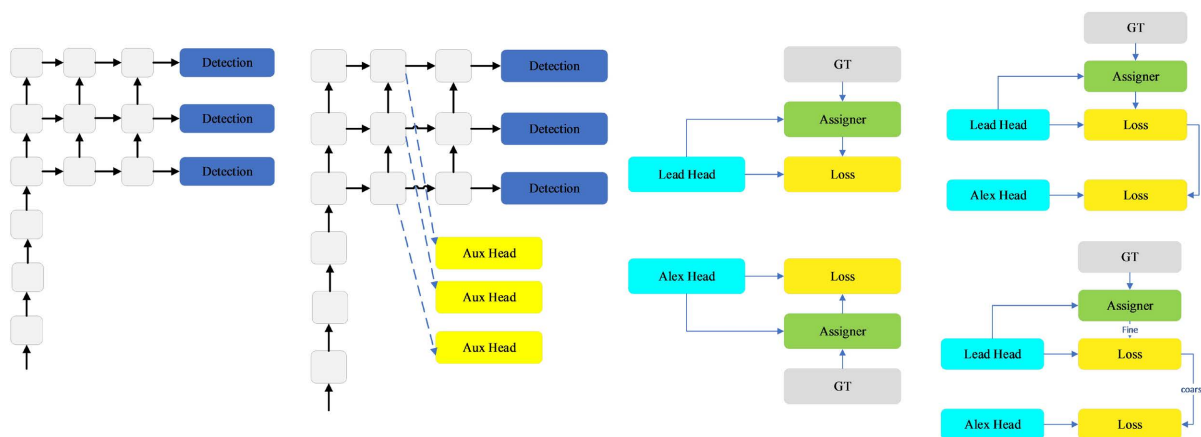 Detection
Detection
Detection
Detection
Detection
Detection
Aux Head
Aux Head
Aux Head
GT
Assigner
Lead Head
Loss
Alex Head
Loss
Assigner
GT
GT
Assigner
Lead Head
Loss
Alex Head
Loss
GT
Assigner
Fine
Lead Head
Loss
coars
Alex Head
Loss